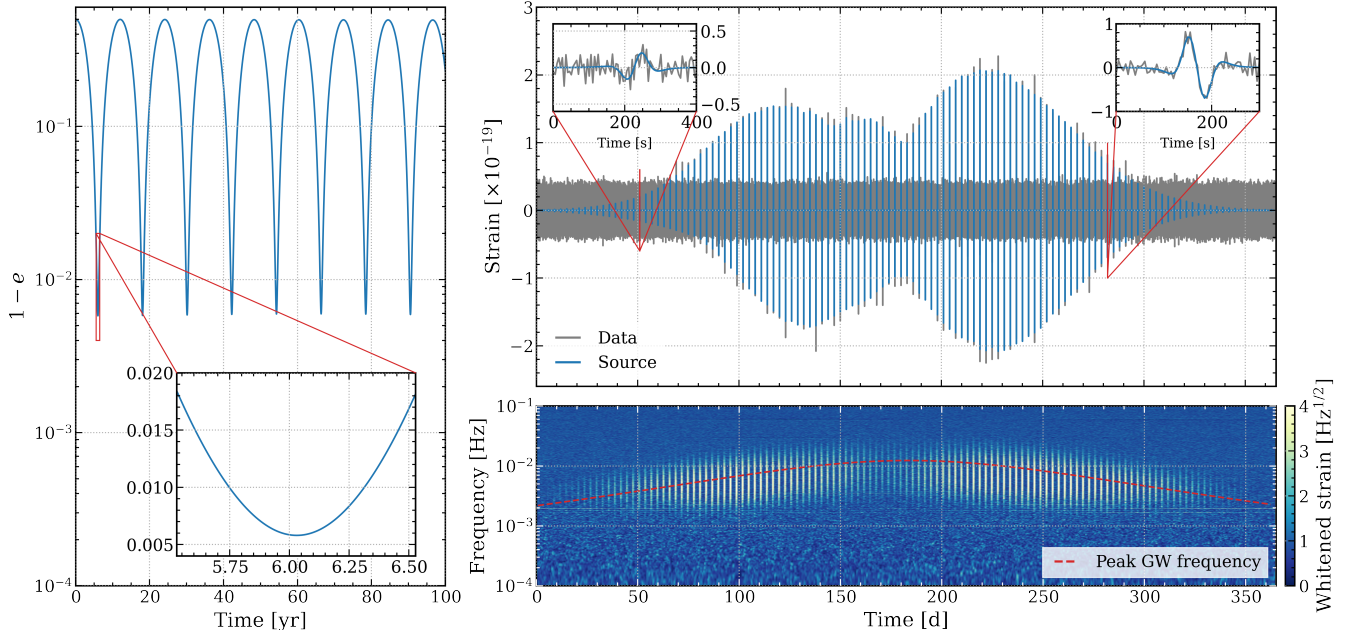 1 − e
10⁻¹
10⁻²
10⁻³
10⁻⁴
0 20 40 60 80 100
Time [yr]
0.020
0.015
0.010
0.005
5.75 6.00 6.25 6.50
Strain [×10⁻¹⁹]
3
2
1
0
−1
−2
0.5
0.0
−0.5
0 200 400
Time [s]
1
0
−1
0 200
Time [s]
Data
Source
Frequency [Hz]
10⁻¹
10⁻²
10⁻³
10⁻⁴
Peak GW frequency
0 50 100 150 200 250 300 350
Time [d]
4
3
2
1
0
Whitened strain [Hz¹ᐟ²]